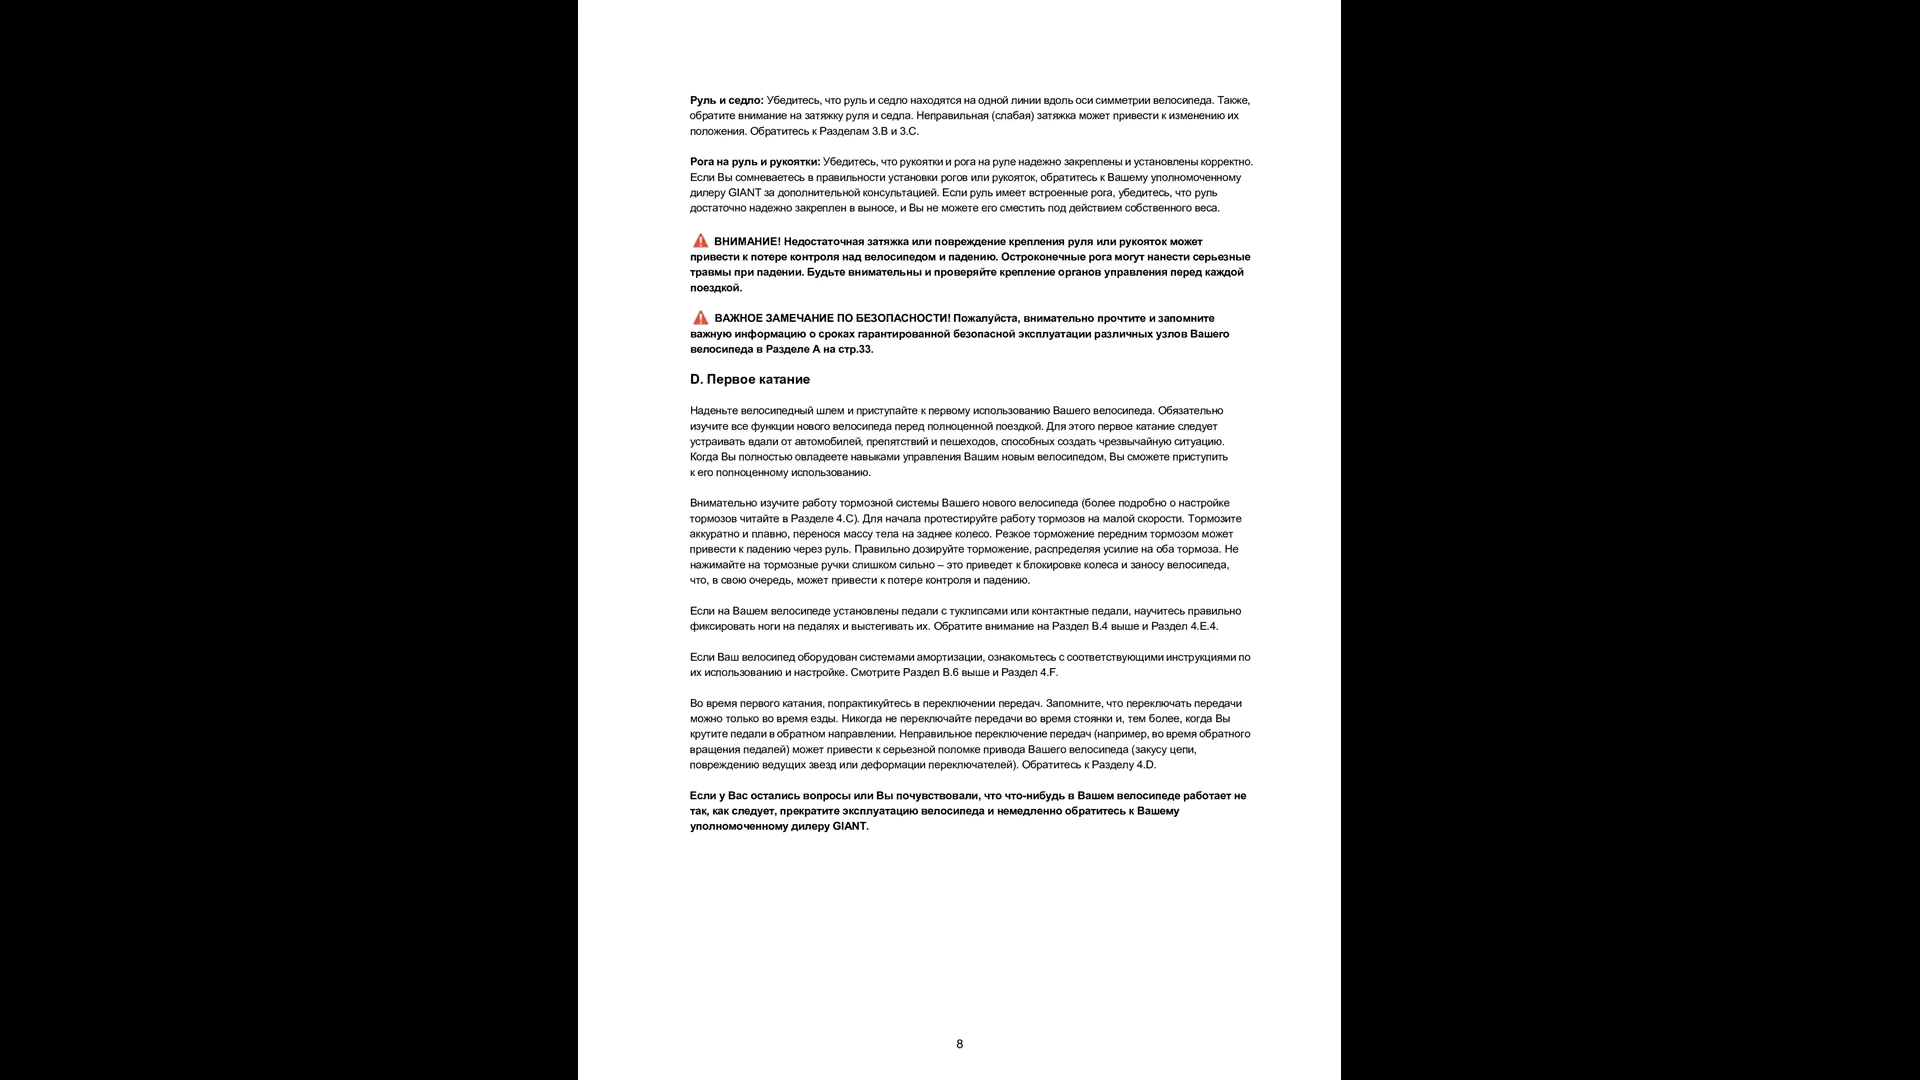 Руль и седло: Убедитесь, что руль и седло находятся на одной линии вдоль оси симметрии велосипеда. Также,
обратите внимание на затяжку руля и седла. Неправильная (слабая) затяжка может привести к изменению их
положения. Обратитесь к Разделам 3.B и 3.C.
Рога на руль и рукоятки: Убедитесь, что рукоятки и рога на руле надежно закреплены и установлены корректно.
Если Вы сомневаетесь в правильности установки рогов или рукояток, обратитесь к Вашему уполномоченному
дилеру GIANT за дополнительной консультацией. Если руль имеет встроенные рога, убедитесь, что руль
достаточно надежно закреплен в выносе, и Вы не можете его сместить под действием собственного веса.
ВНИМАНИЕ! Недостаточная затяжка или повреждение крепления руля или рукояток может
привести к потере контроля над велосипедом и падению. Остроконечные рога могут нанести серьезные
травмы при падении. Будьте внимательны и проверяйте крепление органов управления перед каждой
поездкой.
ВАЖНОЕ ЗАМЕЧАНИЕ ПО БЕЗОПАСНОСТИ! Пожалуйста, внимательно прочтите и запомните
важную информацию о сроках гарантированной безопасной эксплуатации различных узлов Вашего
велосипеда в Разделе А на стр.33.
D. Первое катание
Наденьте велосипедный шлем и приступайте к первому использованию Вашего велосипеда. Обязательно
изучите все функции нового велосипеда перед полноценной поездкой. Для этого первое катание следует
устраивать вдали от автомобилей, препятствий и пешеходов, способных создать чрезвычайную ситуацию.
Когда Вы полностью овладеете навыками управления Вашим новым велосипедом, Вы сможете приступить
к его полноценному использованию.
Внимательно изучите работу тормозной системы Вашего нового велосипеда (более подробно о настройке
тормозов читайте в Разделе 4.C). Для начала протестируйте работу тормозов на малой скорости. Тормозите
аккуратно и плавно, перенося массу тела на заднее колесо. Резкое торможение передним тормозом может
привести к падению через руль. Правильно дозируйте торможение, распределяя усилие на оба тормоза. Не
нажимайте на тормозные ручки слишком сильно – это приведет к блокировке колеса и заносу велосипеда,
что, в свою очередь, может привести к потере контроля и падению.
Если на Вашем велосипеде установлены педали с туклипсами или контактные педали, научитесь правильно
фиксировать ноги на педалях и выстегивать их. Обратите внимание на Раздел B.4 выше и Раздел 4.E.4.
Если Ваш велосипед оборудован системами амортизации, ознакомьтесь с соответствующими инструкциями по
их использованию и настройке. Смотрите Раздел B.6 выше и Раздел 4.F.
Во время первого катания, попрактикуйтесь в переключении передач. Запомните, что переключать передачи
можно только во время езды. Никогда не переключайте передачи во время стоянки и, тем более, когда Вы
крутите педали в обратном направлении. Неправильное переключение передач (например, во время обратного
вращения педалей) может привести к серьезной поломке привода Вашего велосипеда (закусу цепи,
повреждению ведущих звезд или деформации переключателей). Обратитесь к Разделу 4.D.
Если у Вас остались вопросы или Вы почувствовали, что что-нибудь в Вашем велосипеде работает не
так, как следует, прекратите эксплуатацию велосипеда и немедленно обратитесь к Вашему
уполномоченному дилеру GIANT.
8